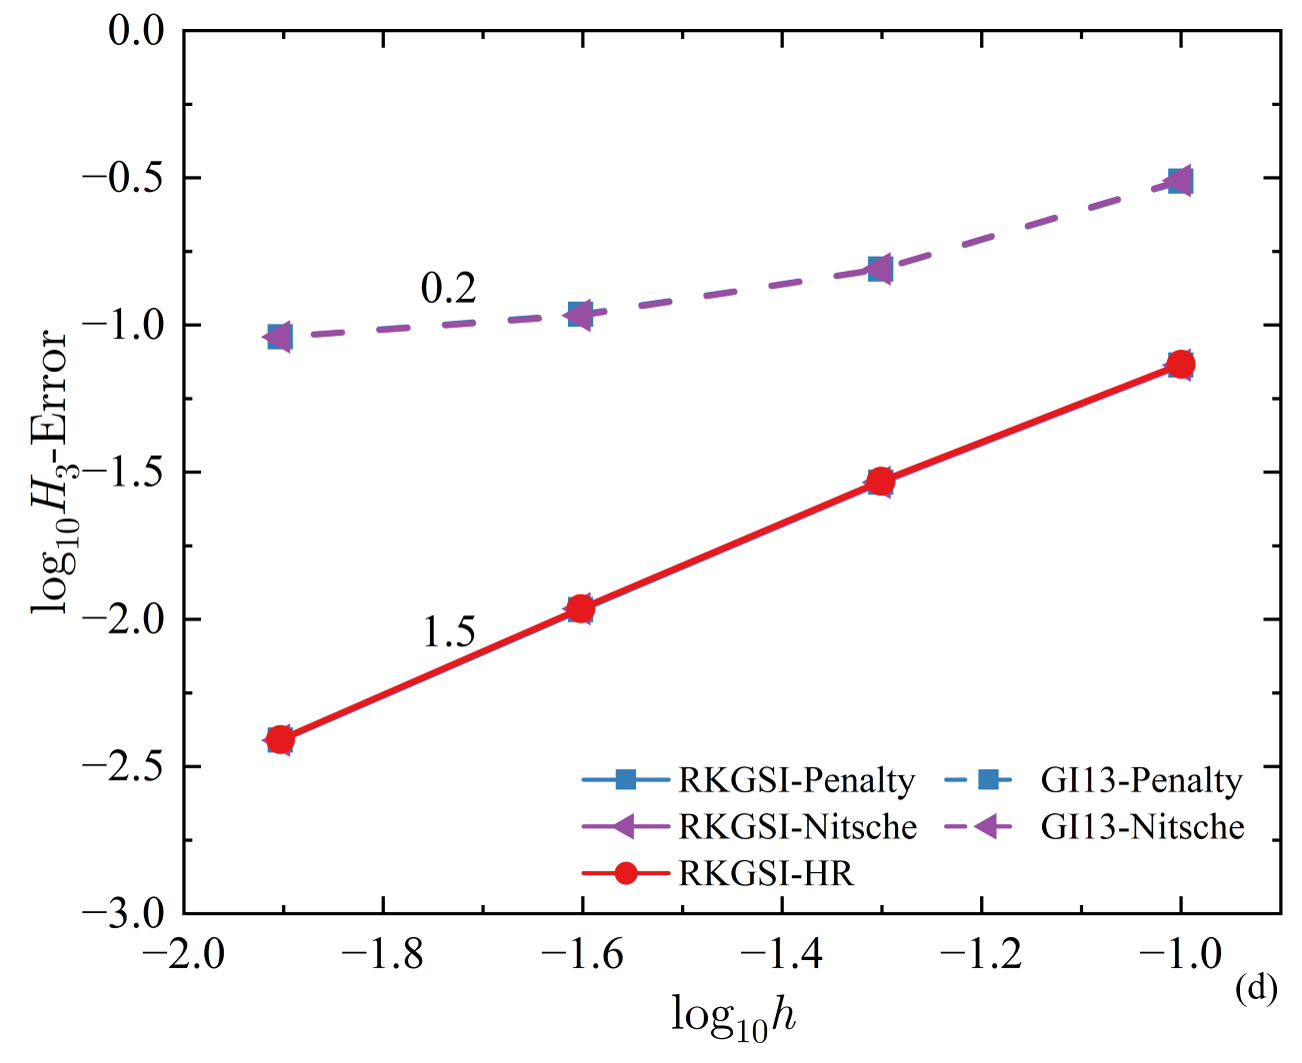 0.0
−0.5
−1.0
−1.5
−2.0
−2.5
−3.0
log10H3-Error
0.2
1.5
RKGSI-Penalty
GI13-Penalty
RKGSI-Nitsche
GI13-Nitsche
RKGSI-HR
−2.0
−1.8
−1.6
−1.4
−1.2
−1.0
(d)
log10h